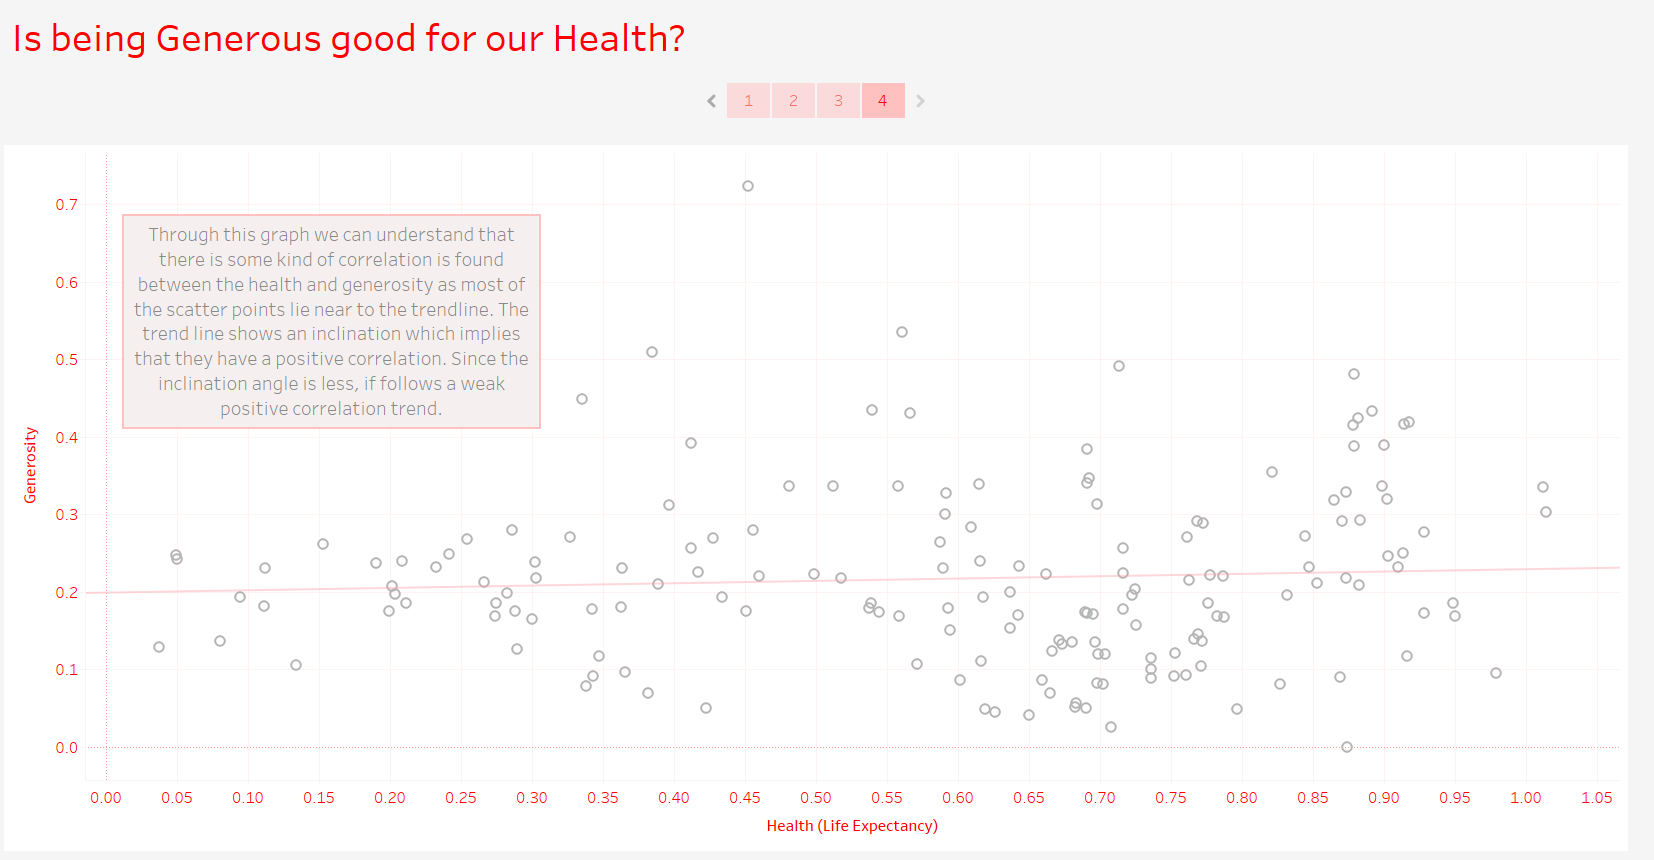 Is being Generous good for our Health?
1 2 3 4
Through this graph we can understand that
there is some kind of correlation is found
between the health and generosity as most of
the scatter points lie near to the trendline. The
trend line shows an inclination which implies
that they have a positive correlation. Since the
inclination angle is less, if follows a weak
positive correlation trend.
Generosity
0.7
0.6
0.5
0.4
0.3
0.2
0.1
0.0
0.00 0.05 0.10 0.15 0.20 0.25 0.30 0.35 0.40 0.45 0.50 0.55 0.60 0.65 0.70 0.75 0.80 0.85 0.90 0.95 1.00 1.05
Health (Life Expectancy)